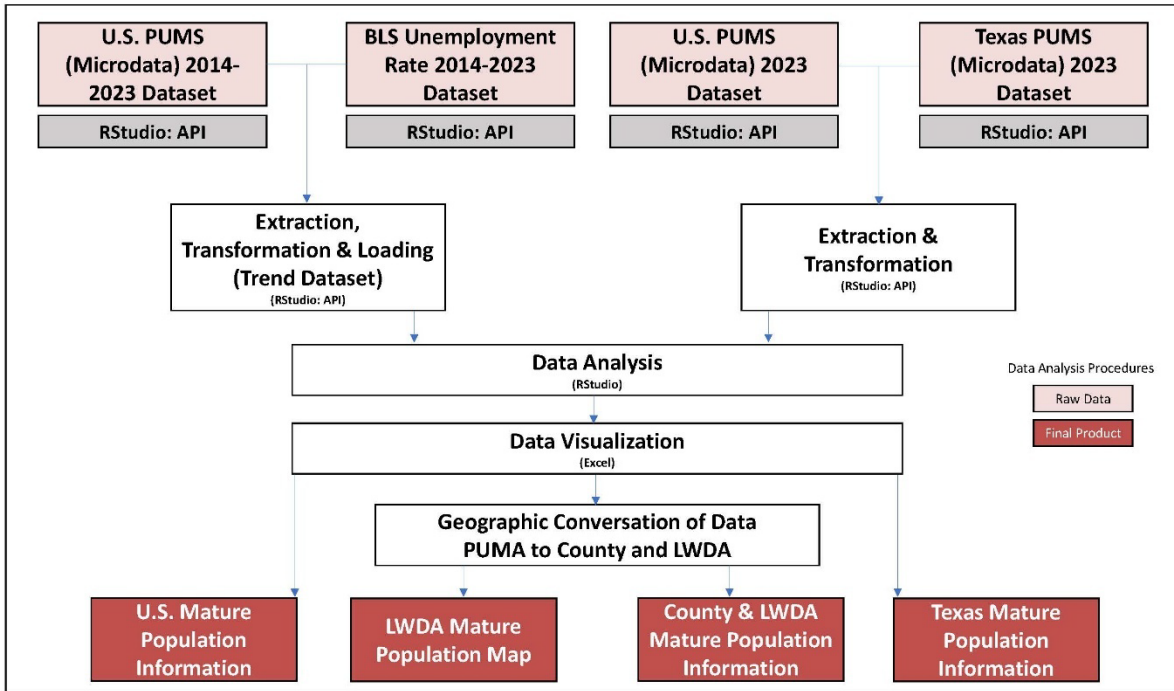 U.S. PUMS
(Microdata) 2014-
2023 Dataset
RStudio: API
BLS Unemployment
Rate 2014-2023
Dataset
RStudio: API
U.S. PUMS
(Microdata) 2023
Dataset
RStudio: API
Texas PUMS
(Microdata) 2023
Dataset
RStudio: API
Extraction,
Transformation & Loading
(Trend Dataset)
(RStudio: API)
Extraction &
Transformation
(RStudio: API)
Data Analysis
(RStudio)
Data Visualization
(Excel)
Geographic Conversation of Data
PUMA to County and LWDA
U.S. Mature
Population
Information
LWDA Mature
Population Map
County & LWDA
Mature Population
Information
Texas Mature
Population
Information
Data Analysis Procedures
Raw Data
Final Product